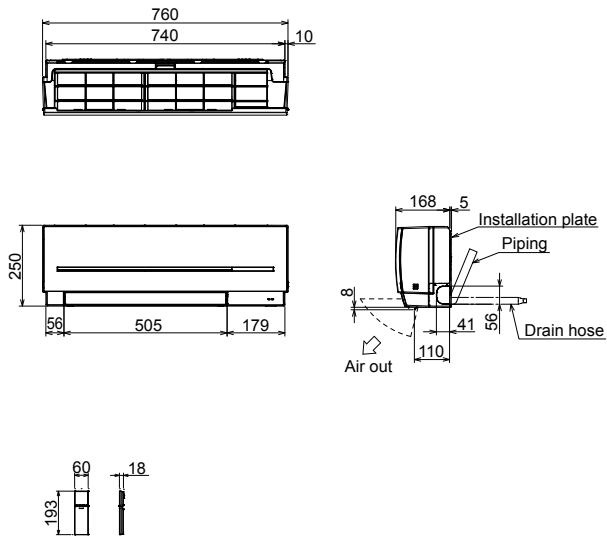 760
740 10
168 5
Installation plate
Piping
250
8
56 505 179
41 56
Drain hose
110
Air out
60 18
193